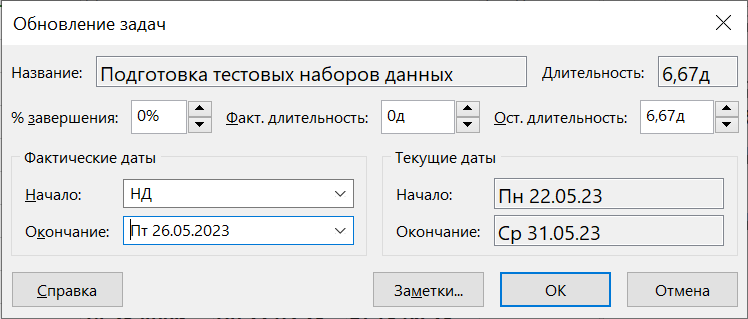 Обновление задач
Название: Подготовка тестовых наборов данных Длительность: 6,67д
% завершения: 0% Факт. длительность: 0д Ост. длительность: 6,67д
Фактические даты Текущие даты
Начало: НД Начало: Пн 22.05.23
Окончание: Пт 26.05.2023 Окончание: Ср 31.05.23
Справка Заметки... ОК Отмена